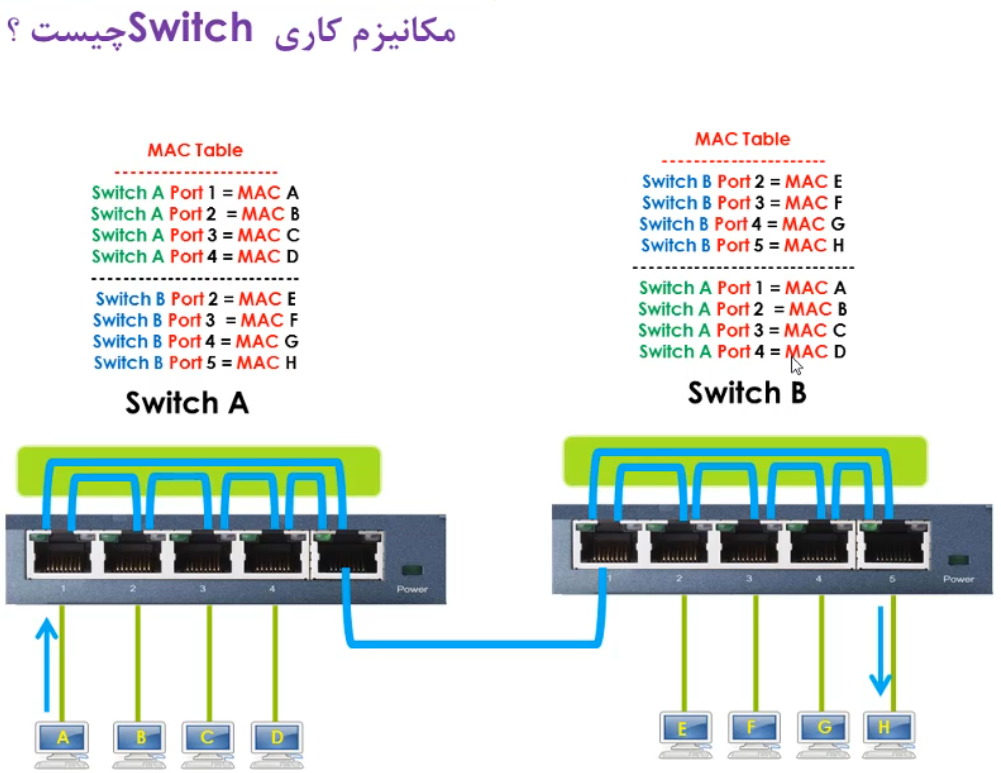 مکانیزم کاری Switch چیست ؟
MAC Table
----------------------
Switch A Port 1 = MAC A
Switch A Port 2 = MAC B
Switch A Port 3 = MAC C
Switch A Port 4 = MAC D
----------------------------
Switch B Port 2 = MAC E
Switch B Port 3 = MAC F
Switch B Port 4 = MAC G
Switch B Port 5 = MAC H
Switch A
MAC Table
----------------------
Switch B Port 2 = MAC E
Switch B Port 3 = MAC F
Switch B Port 4 = MAC G
Switch B Port 5 = MAC H
------------------------------
Switch A Port 1 = MAC A
Switch A Port 2 = MAC B
Switch A Port 3 = MAC C
Switch A Port 4 = MAC D
Switch B
1 2 3 4 Power
1 2 3 4 5 Power
A B C D
E F G H